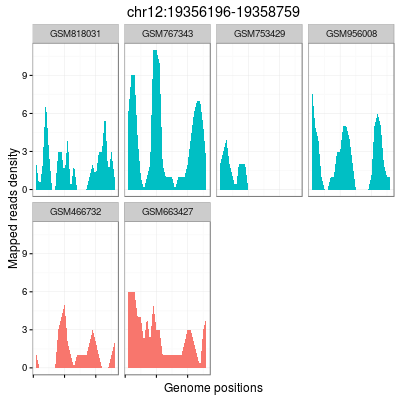 chr12:19356196-19358759
GSM818031 GSM767343 GSM753429 GSM956008
9
6
3
0
GSM466732 GSM663427
9
6
3
0
Mapped reads density
Genome positions